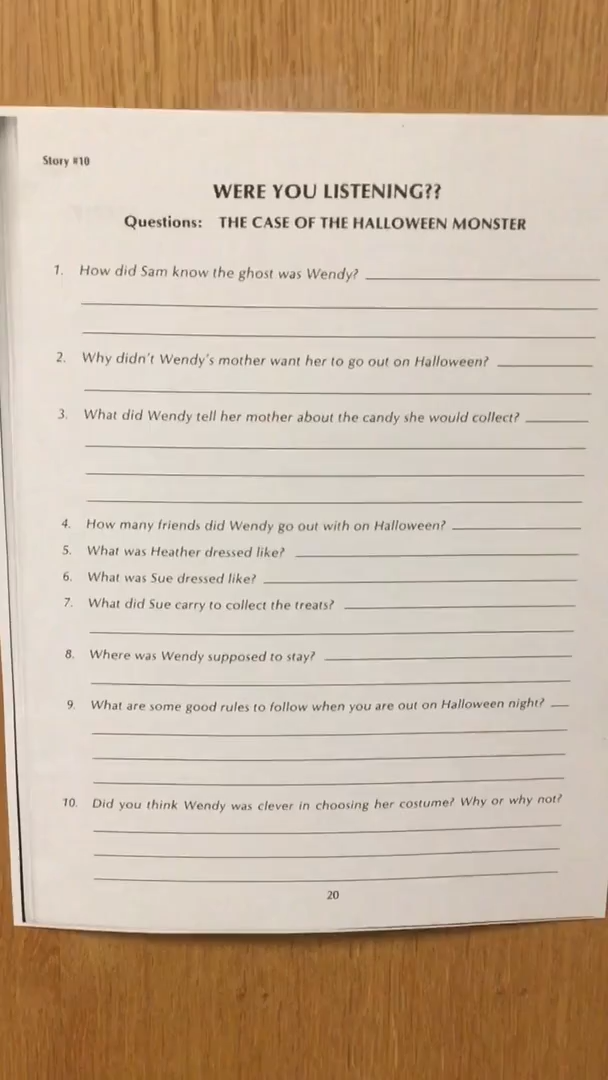 Story #10
WERE YOU LISTENING??
Questions: THE CASE OF THE HALLOWEEN MONSTER
1. How did Sam know the ghost was Wendy?
2. Why didn't Wendy's mother want her to go out on Halloween?
3. What did Wendy tell her mother about the candy she would collect?
4. How many friends did Wendy go out with on Halloween?
5. What was Heather dressed like?
6. What was Sue dressed like?
7. What did Sue carry to collect the treats?
8. Where was Wendy supposed to stay?
9. What are some good rules to follow when you are out on Halloween night?
10. Did you think Wendy was clever in choosing her costume? Why or why not?
20